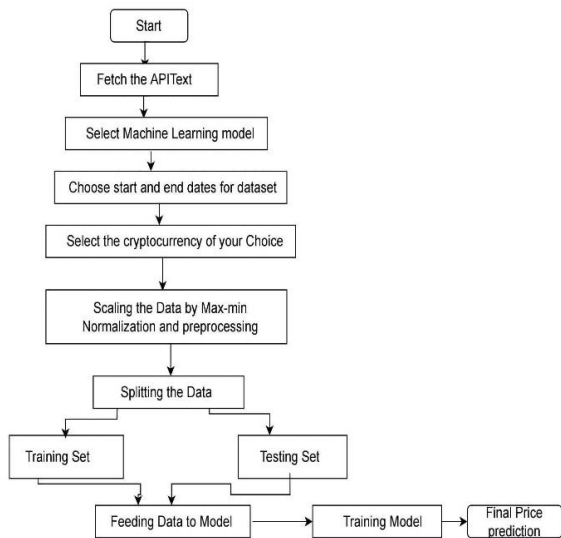 Start
Fetch the APIText
Select Machine Learning model
Choose start and end dates for dataset
Select the cryptocurrency of your Choice
Scaling the Data by Max-min
Normalization and preprocessing
Splitting the Data
Training Set
Testing Set
Feeding Data to Model
Training Model
Final Price
prediction